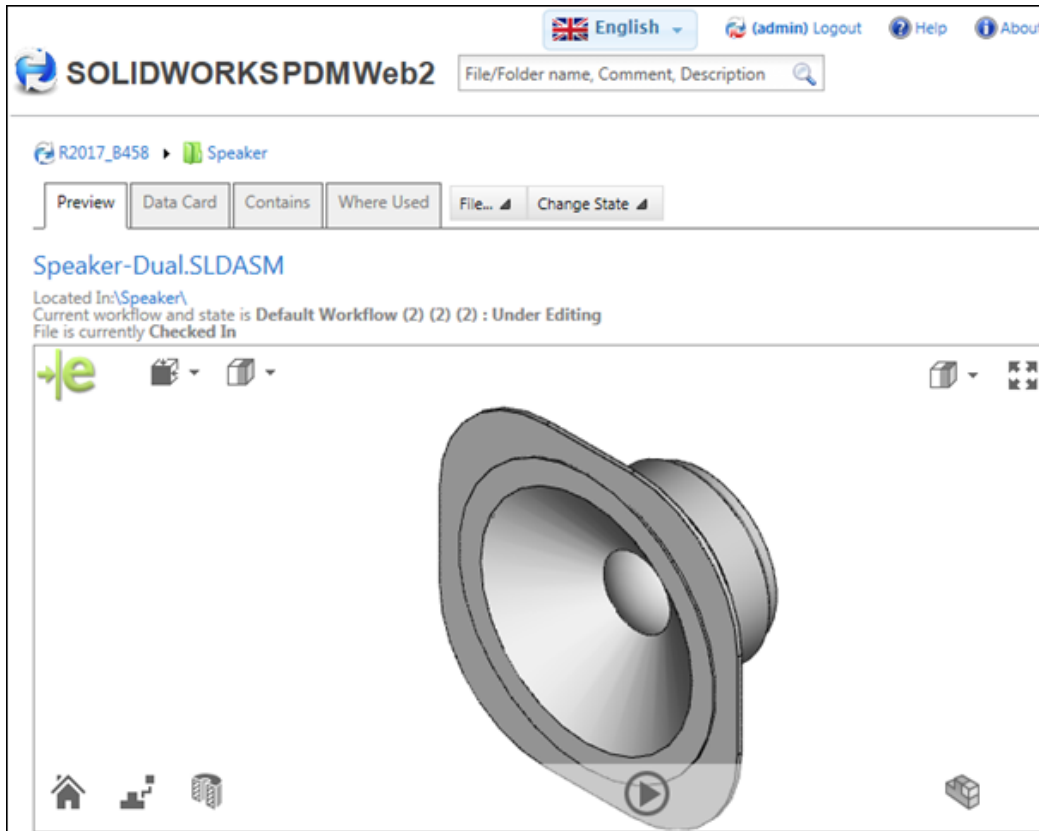 English
(admin) Logout
Help
About
SOLIDWORKSPDMWeb2
File/Folder name, Comment, Description
R2017_B458
Speaker
Preview
Data Card
Contains
Where Used
File...
Change State
Speaker-Dual.SLDASM
Located In:\Speaker\
Current workflow and state is Default Workflow (2) (2) (2) : Under Editing
File is currently Checked In
e